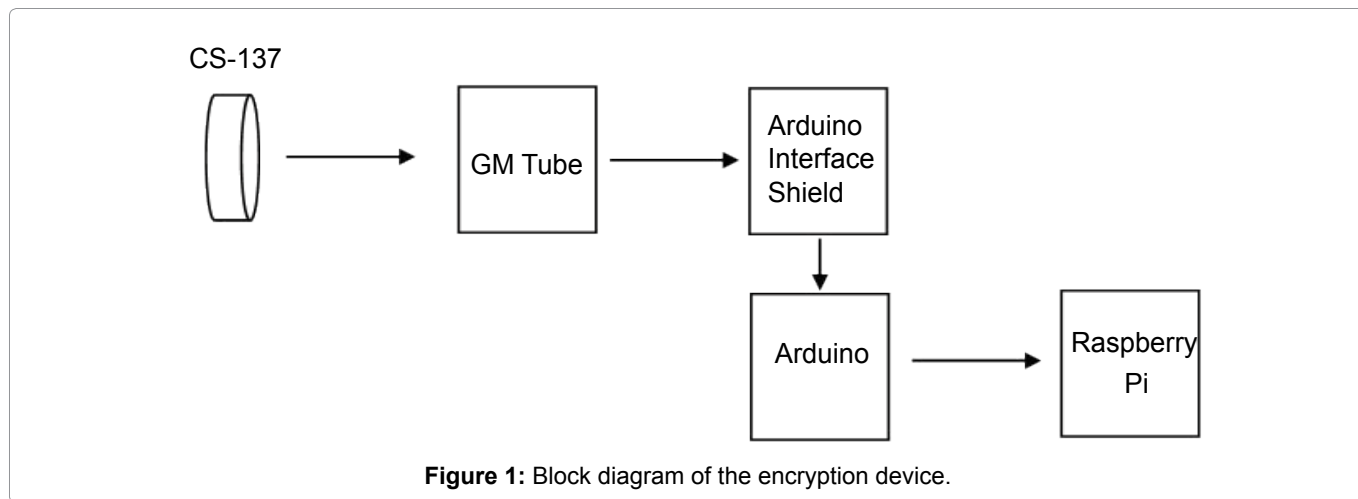 CS-137
GM Tube
Arduino
Interface
Shield
Arduino
Raspberry
Pi
Figure 1: Block diagram of the encryption device.